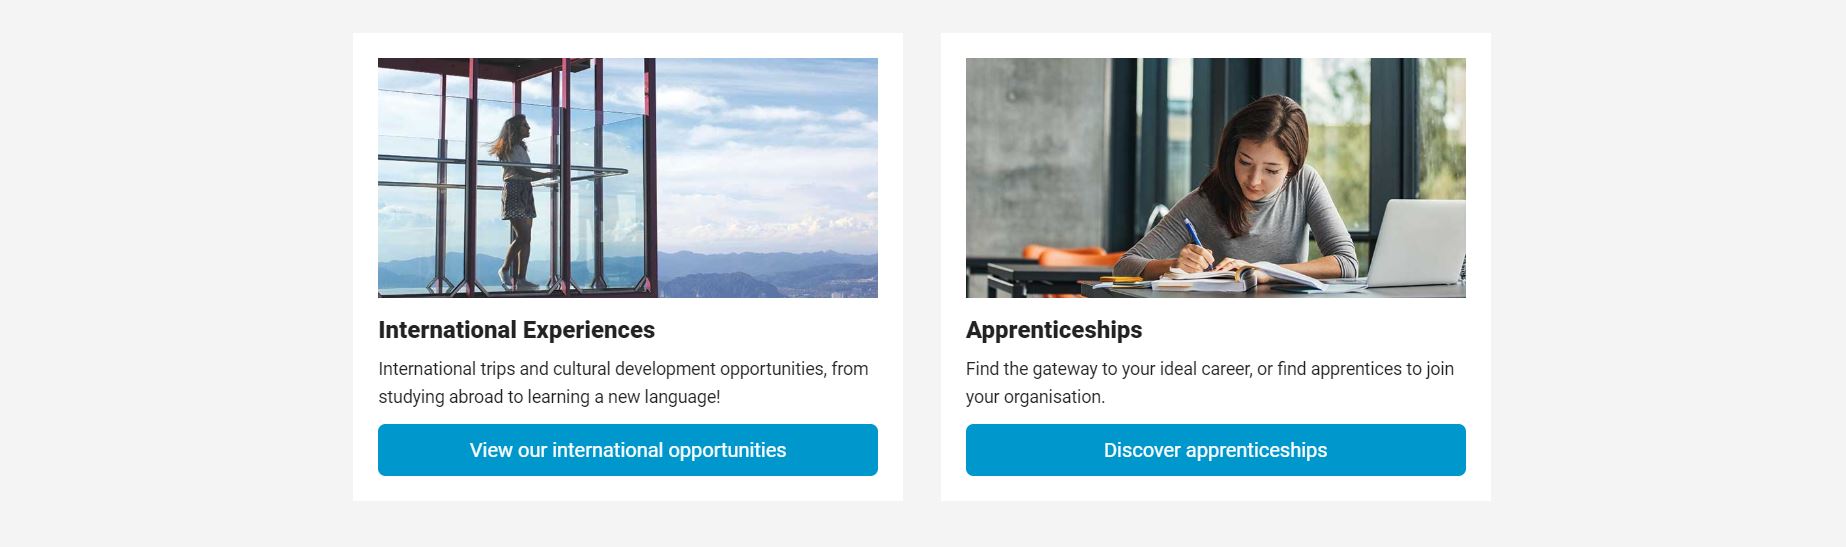 International Experiences
International trips and cultural development opportunities, from
studying abroad to learning a new language!
View our international opportunities
Apprenticeships
Find the gateway to your ideal career, or find apprentices to join
your organisation.
Discover apprenticeships